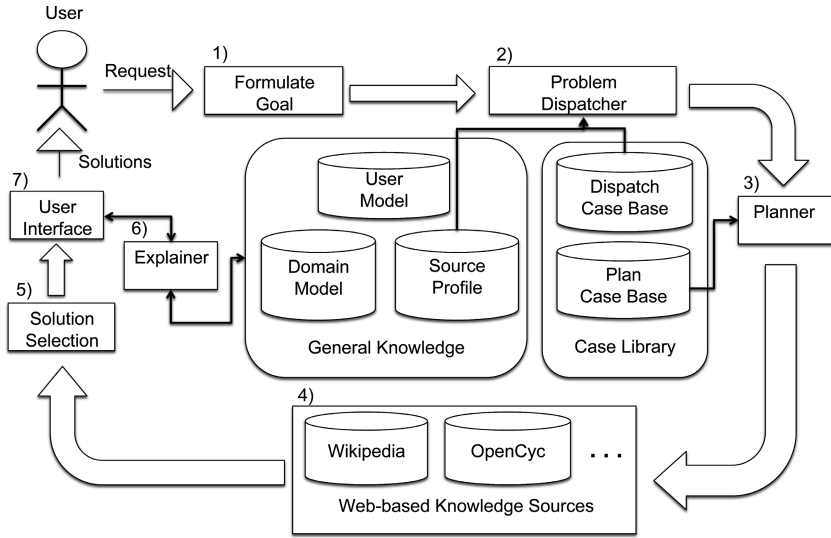 User
1)
Formulate
Goal
Request
2)
Problem
Dispatcher
Solutions
7)
User
Interface
6)
Explainer
5)
Solution
Selection
User
Model
Domain
Model
Source
Profile
General Knowledge
Dispatch
Case Base
Plan
Case Base
Case Library
3)
Planner
4)
Wikipedia
OpenCyc
...
Web-based Knowledge Sources